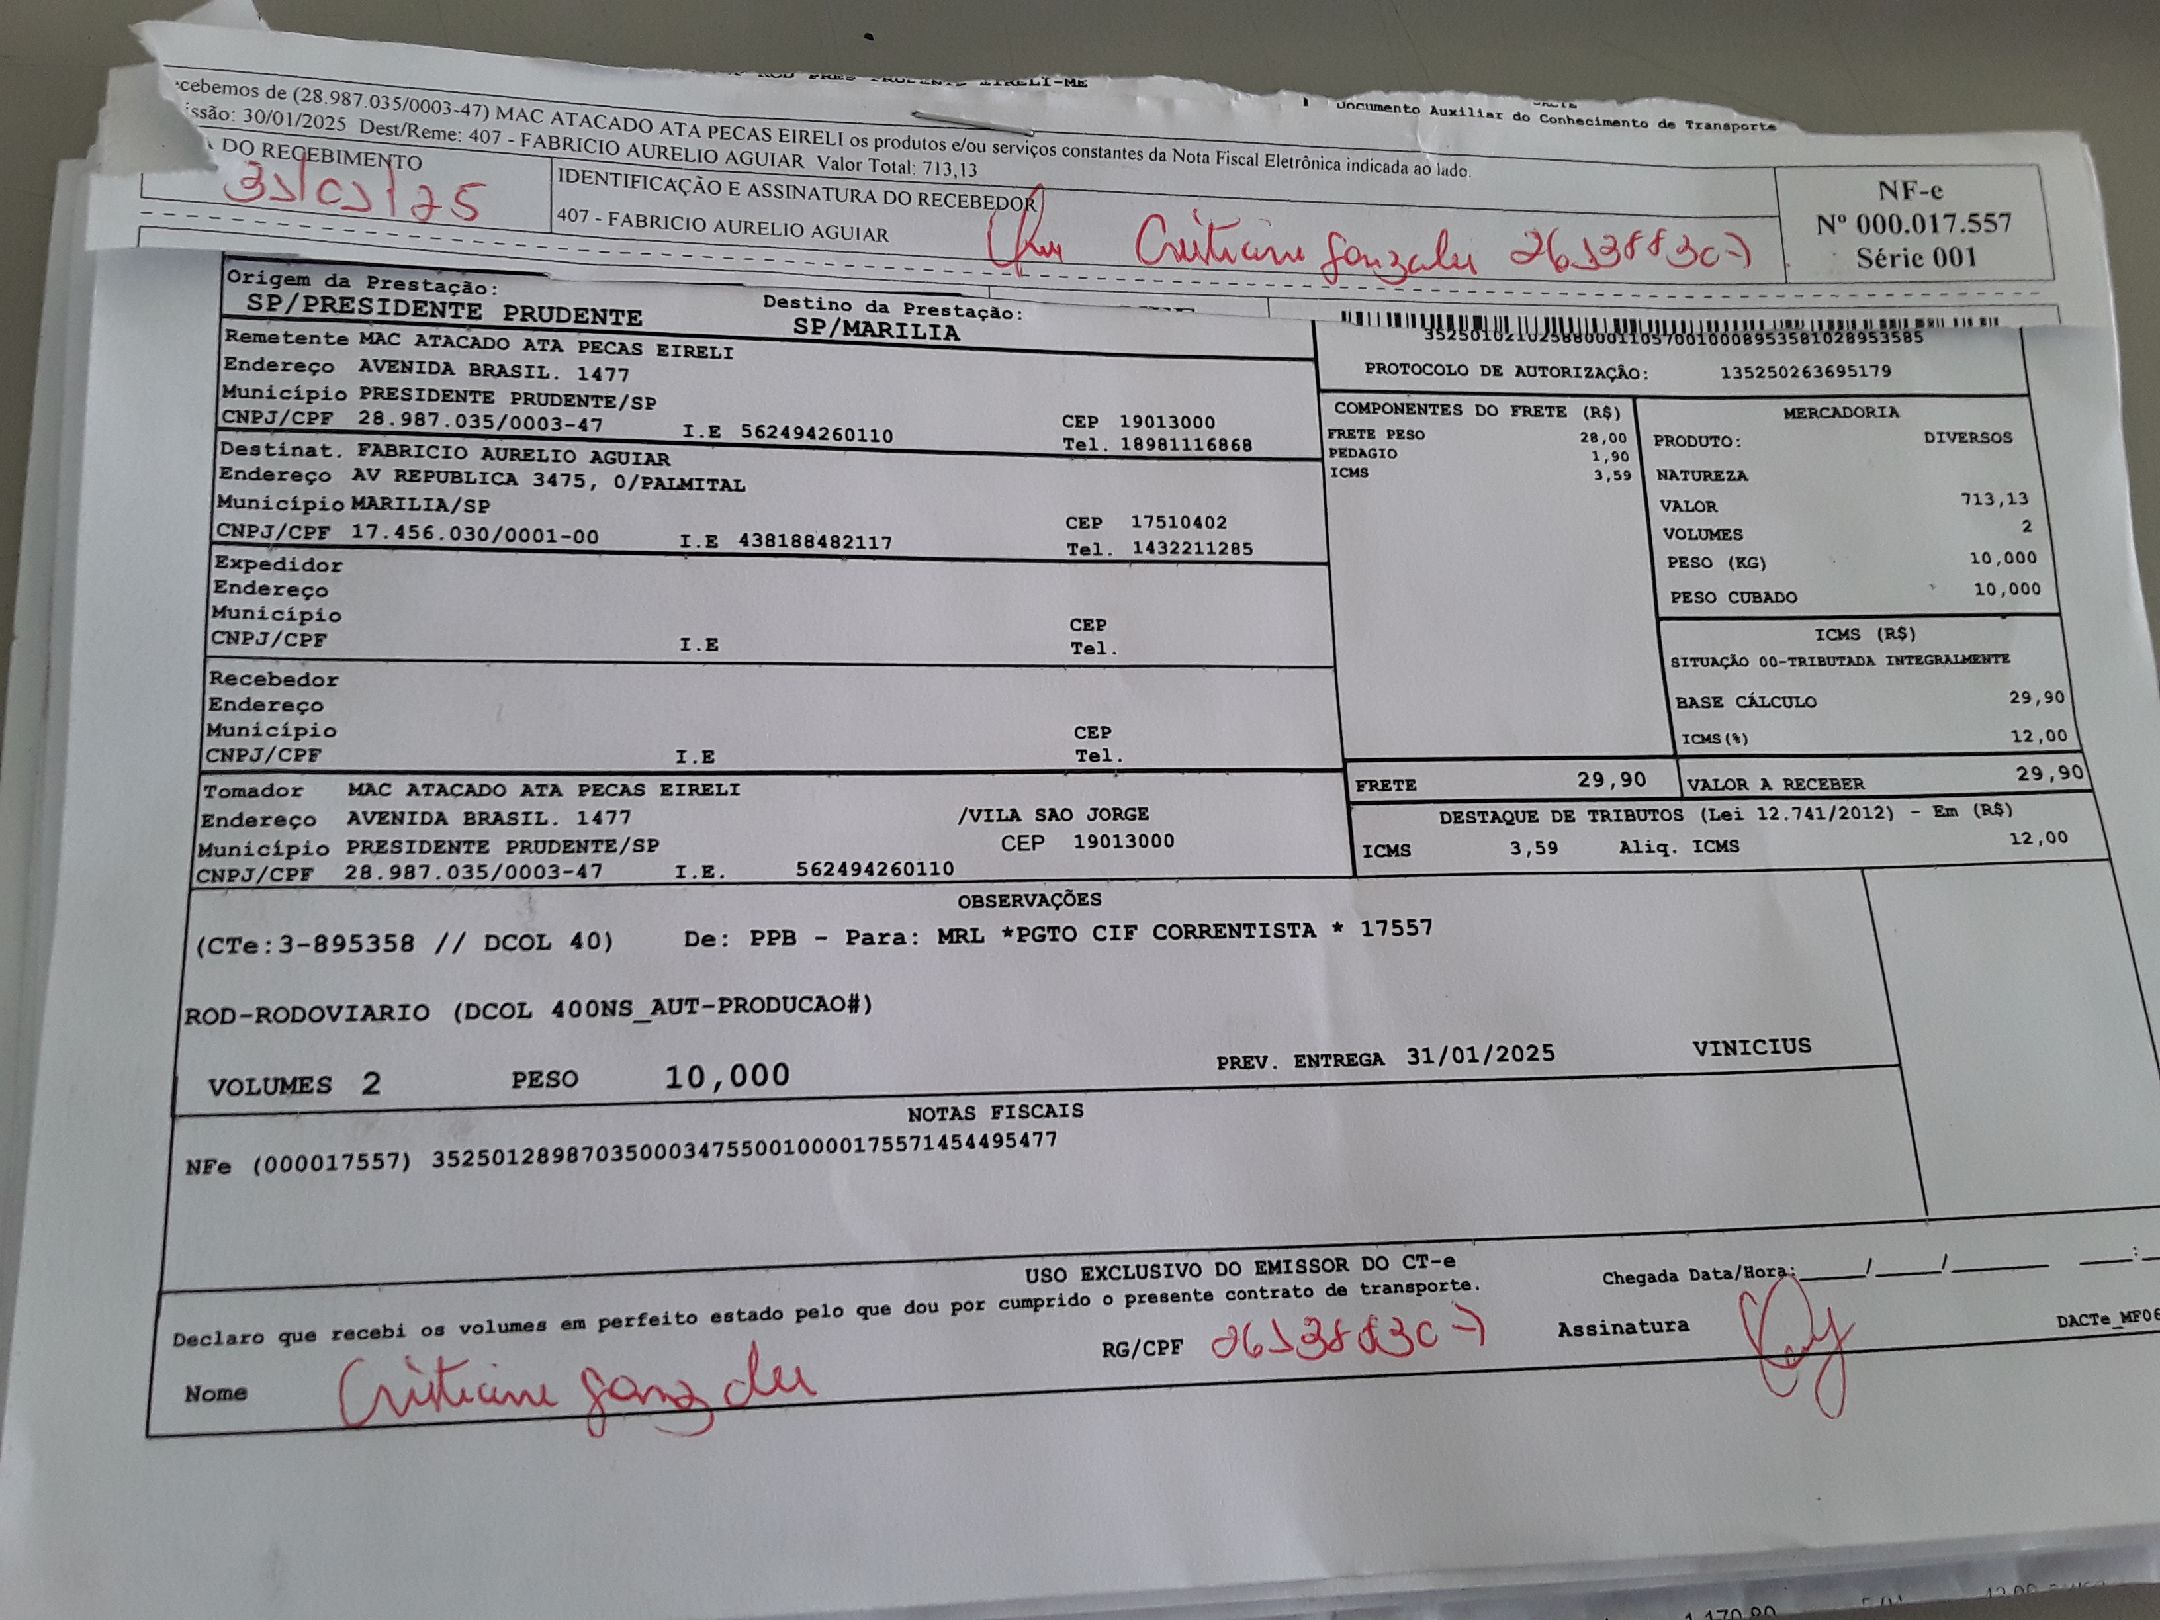 Documento Auxiliar do Conhecimento de Transporte
cebemos de (28.987.035/0003-47) MAC ATACADO ATA PECAS EIRELI os produtos e/ou serviços constantes da Nota Fiscal Eletrônica indicada ao lado.
ssão: 30/01/2025 Dest/Reme: 407 - FABRICIO AURELIO AGUIAR Valor Total: 713,13
DO RECEBIMENTO
31/01/25
IDENTIFICAÇÃO E ASSINATURA DO RECEBEDOR
407 - FABRICIO AURELIO AGUIAR
NF-e
Nº 000.017.557
Série 001
Origem da Prestação:
SP/PRESIDENTE PRUDENTE
Destino da Prestação:
SP/MARILIA
Remetente MAC ATACADO ATA PECAS EIRELI
Endereço AVENIDA BRASIL. 1477
Município PRESIDENTE PRUDENTE/SP CEP 19013000
CNPJ/CPF 28.987.035/0003-47 I.E 562494260110 Tel. 18981116868
Destinat. FABRICIO AURELIO AGUIAR
Endereço AV REPUBLICA 3475, 0/PALMITAL
Município MARILIA/SP CEP 17510402
CNPJ/CPF 17.456.030/0001-00 I.E 438188482117 Tel. 1432211285
Expedidor
Endereço
Município CEP
CNPJ/CPF I.E Tel.
Recebedor
Endereço
Município CEP
CNPJ/CPF I.E Tel.
Tomador MAC ATACADO ATA PECAS EIRELI
Endereço AVENIDA BRASIL. 1477 /VILA SAO JORGE
Município PRESIDENTE PRUDENTE/SP CEP 19013000
CNPJ/CPF 28.987.035/0003-47 I.E. 562494260110
35250102102588000110570010008953581028953585
PROTOCOLO DE AUTORIZAÇÃO: 135250263695179
COMPONENTES DO FRETE (R$)
FRETE PESO 28,00
PEDAGIO 1,90
ICMS 3,59
MERCADORIA
PRODUTO: DIVERSOS
NATUREZA
VALOR 713,13
VOLUMES 2
PESO (KG) 10,000
PESO CUBADO 10,000
ICMS (R$)
SITUAÇÃO 00-TRIBUTADA INTEGRALMENTE
BASE CÁLCULO 29,90
ICMS(%) 12,00
FRETE 29,90 VALOR A RECEBER 29,90
DESTAQUE DE TRIBUTOS (Lei 12.741/2012) - Em (R$)
ICMS 3,59 Aliq. ICMS 12,00
OBSERVAÇÕES
(CTe:3-895358 // DCOL 40) De: PPB - Para: MRL *PGTO CIF CORRENTISTA * 17557
ROD-RODOVIARIO (DCOL 400NS_AUT-PRODUCAO#)
VOLUMES 2 PESO 10,000 PREV. ENTREGA 31/01/2025 VINICIUS
NOTAS FISCAIS
NFe (000017557) 35250128987035000347550010000175571454495477
USO EXCLUSIVO DO EMISSOR DO CT-e
Declaro que recebi os volumes em perfeito estado pelo que dou por cumprido o presente contrato de transporte.
Chegada Data/Hora: ____/____/______ ___:
Nome
RG/CPF
Assinatura
DACTe_MF06